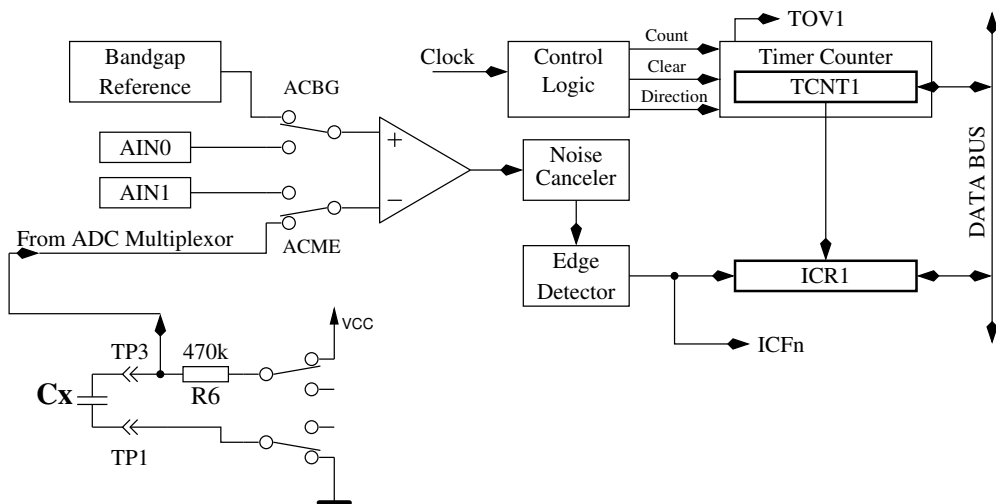 TOV1
Bandgap
Reference
ACBG
Clock
Control
Logic
Count
Clear
Direction
Timer Counter
TCNT1
AIN0
AIN1
+
−
Noise
Canceler
DATA BUS
From ADC Multiplexor
ACME
Edge
Detector
ICR1
ICFn
VCC
TP3
470k
R6
Cx
TP1